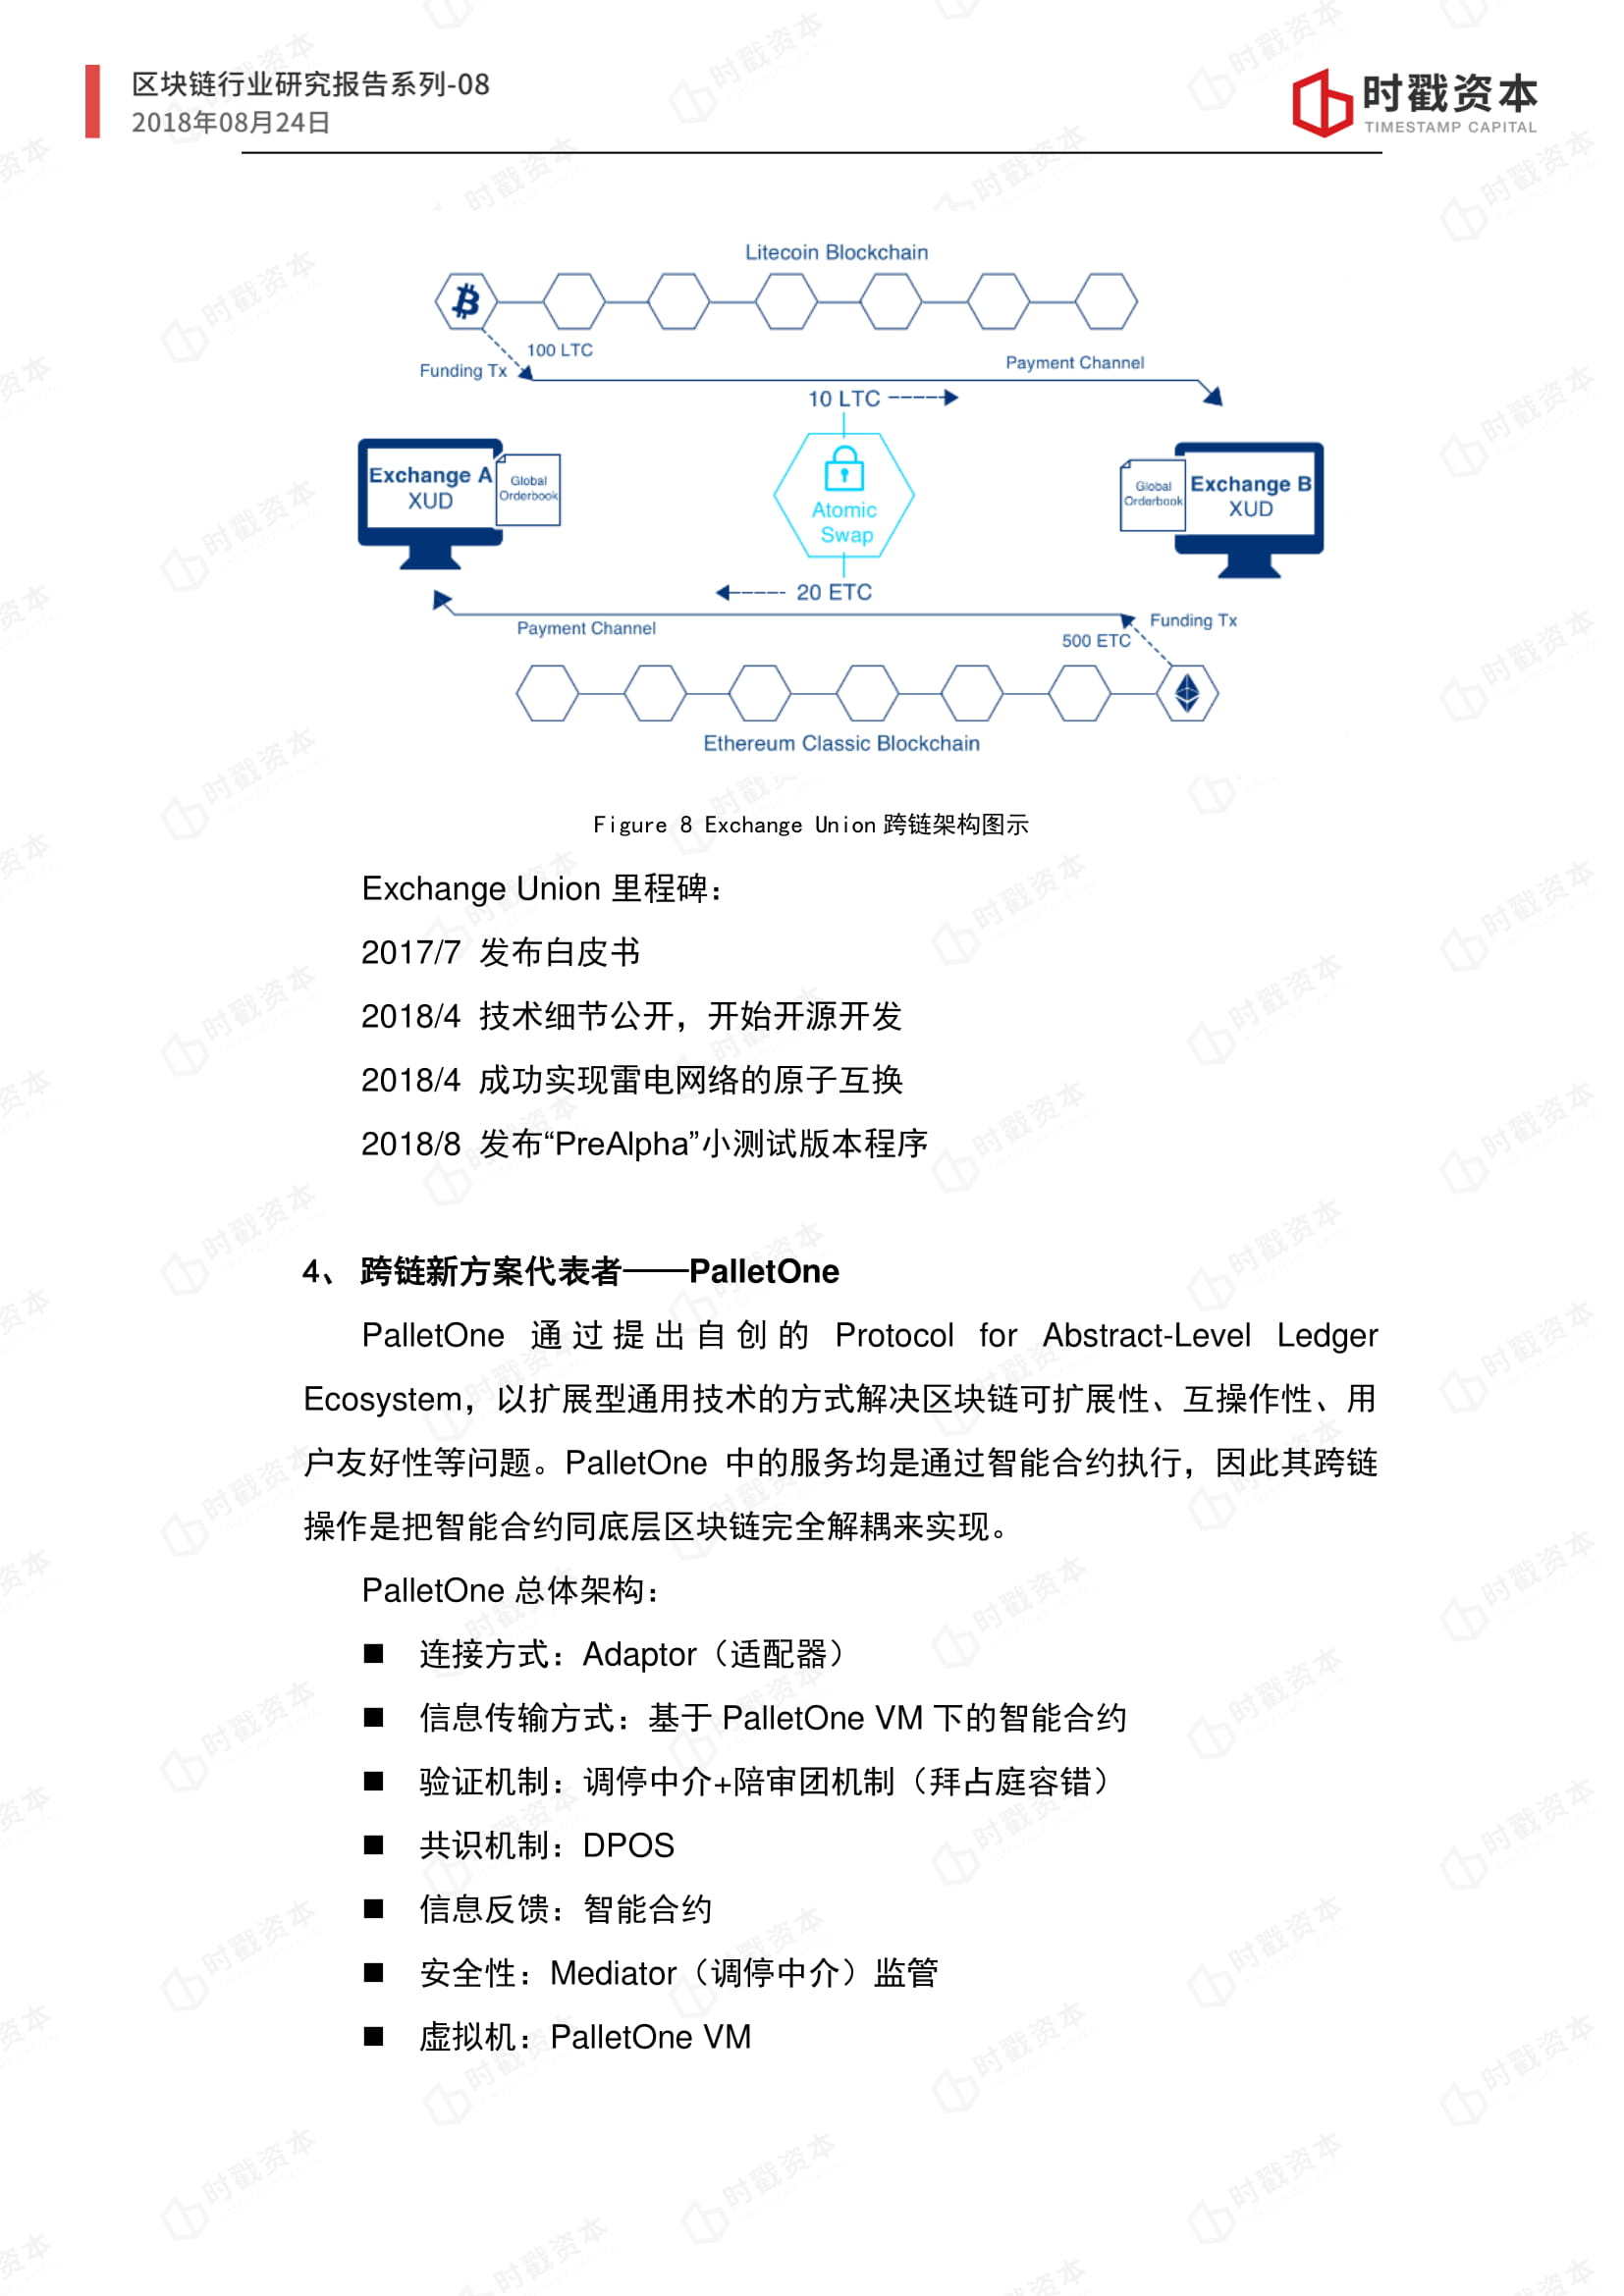 区块链行业研究报告系列-08
2018年08月24日
时戳资本
TIMESTAMP CAPITAL
Litecoin Blockchain
100 LTC
Funding Tx
Payment Channel
10 LTC
Exchange A
XUD
Global
Orderbook
Atomic
Swap
Global
Orderbook
Exchange B
XUD
20 ETC
Payment Channel
Funding Tx
500 ETC
Ethereum Classic Blockchain
Figure 8 Exchange Union 跨链架构图示
Exchange Union 里程碑：
2017/7 发布白皮书
2018/4 技术细节公开，开始开源开发
2018/4 成功实现雷电网络的原子互换
2018/8 发布“PreAlpha”小测试版本程序
4、 跨链新方案代表者——PalletOne
PalletOne 通过提出自创的 Protocol for Abstract-Level Ledger
Ecosystem，以扩展型通用技术的方式解决区块链可扩展性、互操作性、用
户友好性等问题。PalletOne 中的服务均是通过智能合约执行，因此其跨链
操作是把智能合约同底层区块链完全解耦来实现。
PalletOne 总体架构：
■ 连接方式：Adaptor（适配器）
■ 信息传输方式：基于 PalletOne VM 下的智能合约
■ 验证机制：调停中介+陪审团机制（拜占庭容错）
■ 共识机制：DPOS
■ 信息反馈：智能合约
■ 安全性：Mediator（调停中介）监管
■ 虚拟机：PalletOne VM